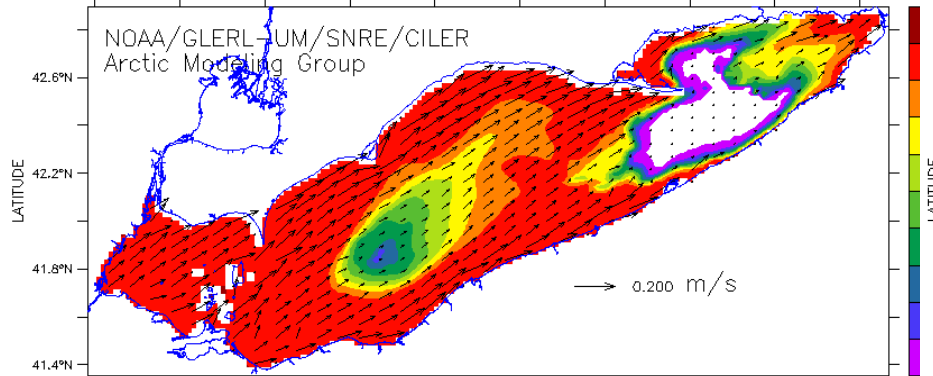 NOAA/GLERL-UM/SNRE/CILER
Arctic Modeling Group
42.6°N
42.2°N
41.8°N
41.4°N
LATITUDE
0.200 m/s
LATITUDE